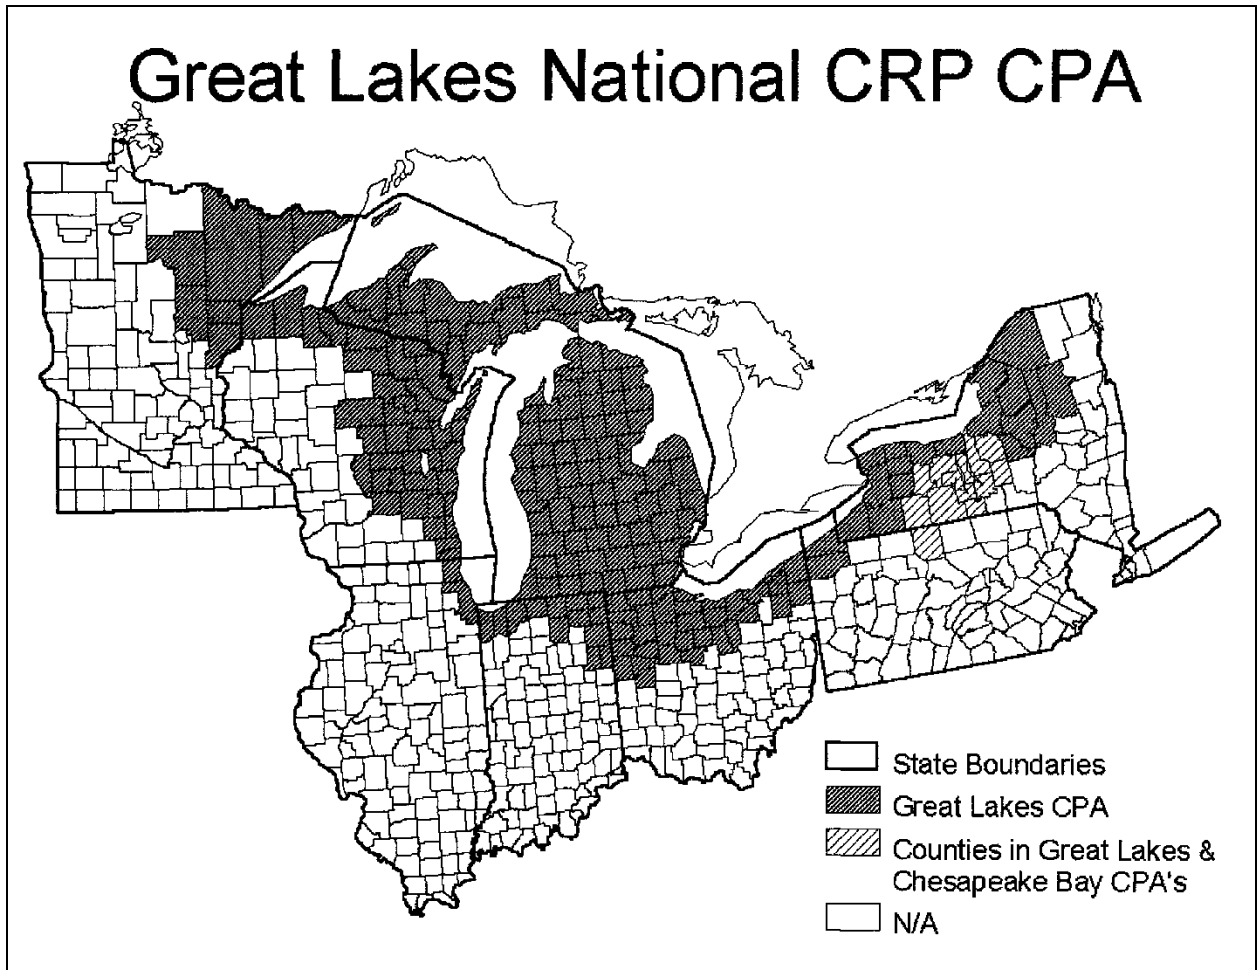 Great Lakes National CRP CPA
State Boundaries
Great Lakes CPA
Counties in Great Lakes &
Chesapeake Bay CPA's
N/A